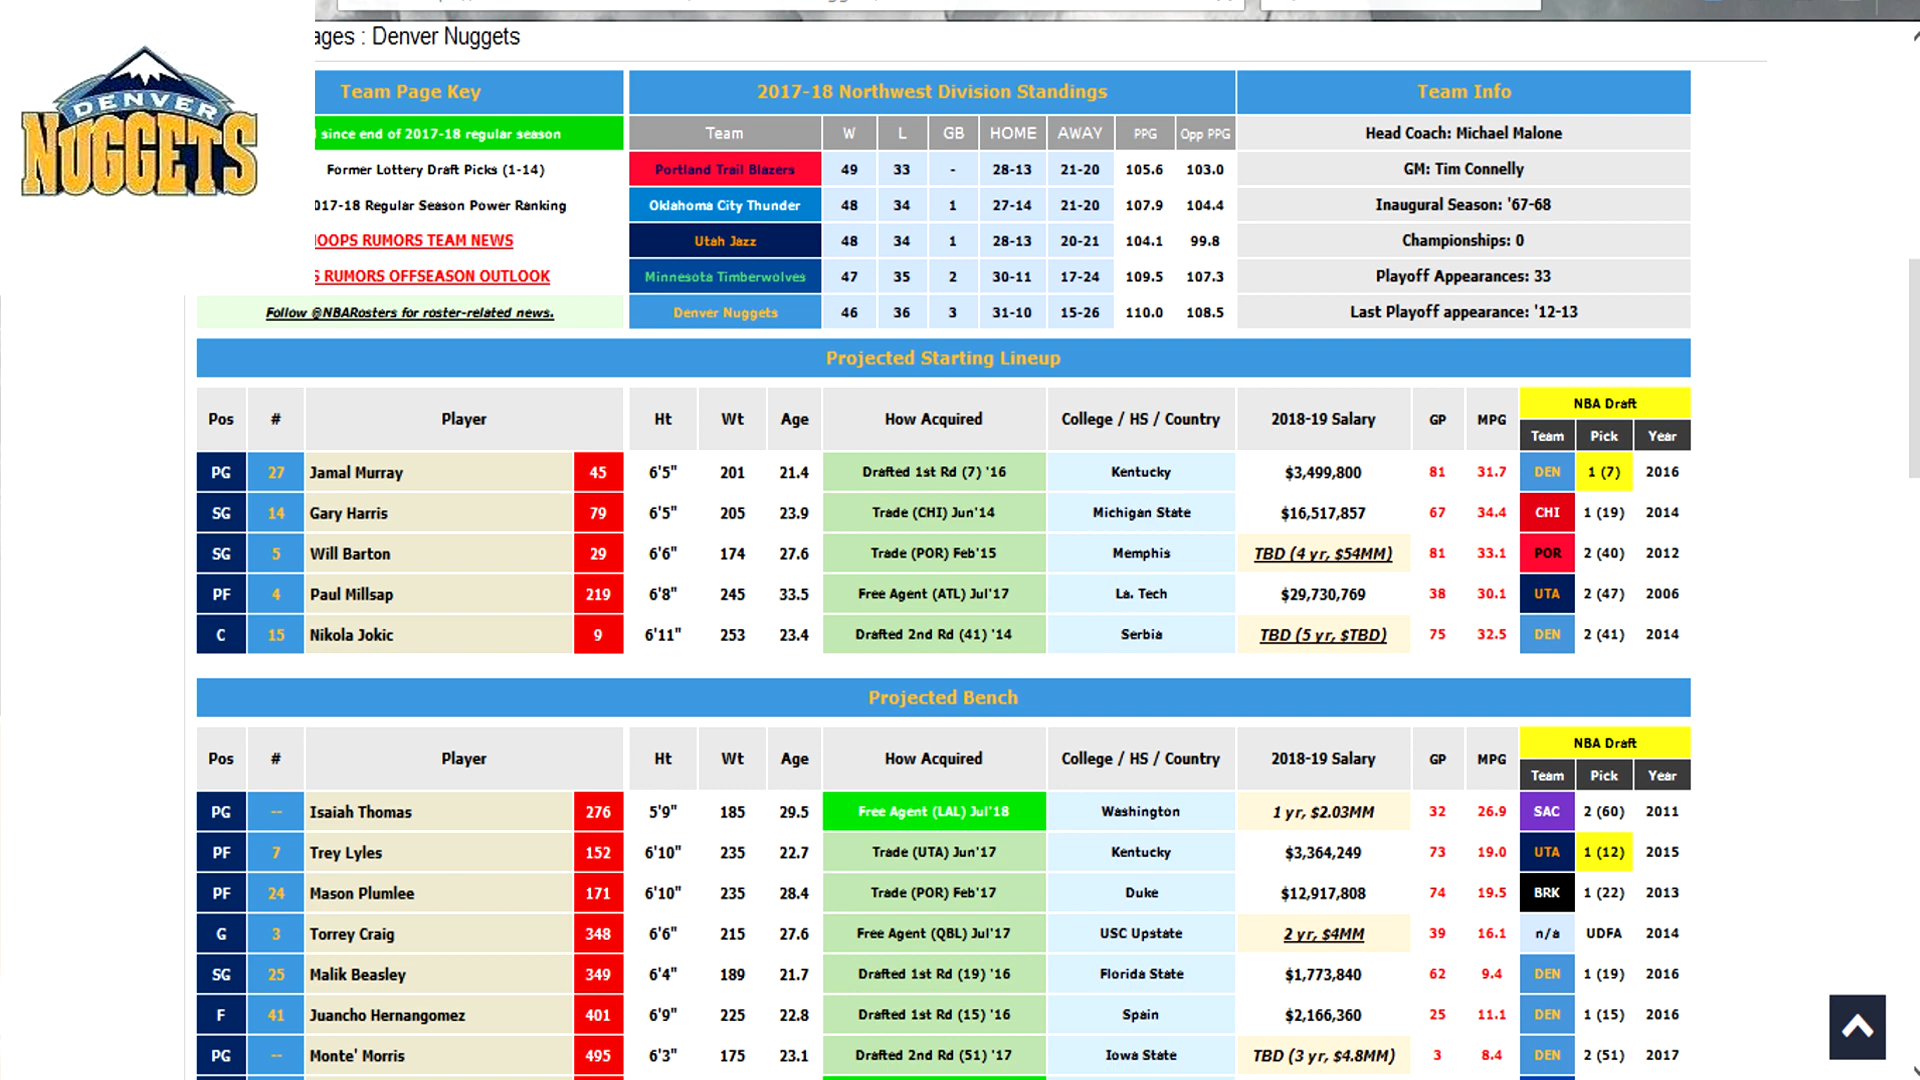 ages : Denver Nuggets
DENVER
NUGGETS
Team Page Key
since end of 2017-18 regular season
Former Lottery Draft Picks (1-14)
2017-18 Regular Season Power Ranking
HOOPS RUMORS TEAM NEWS
S RUMORS OFFSEASON OUTLOOK
Follow @NBARosters for roster-related news.
2017-18 Northwest Division Standings
Team W L GB HOME AWAY PPG Opp PPG
Portland Trail Blazers 49 33 - 28-13 21-20 105.6 103.0
Oklahoma City Thunder 48 34 1 27-14 21-20 107.9 104.4
Utah Jazz 48 34 1 28-13 20-21 104.1 99.8
Minnesota Timberwolves 47 35 2 30-11 17-24 109.5 107.3
Denver Nuggets 46 36 3 31-10 15-26 110.0 108.5
Team Info
Head Coach: Michael Malone
GM: Tim Connelly
Inaugural Season: '67-68
Championships: 0
Playoff Appearances: 33
Last Playoff appearance: '12-13
Projected Starting Lineup
Pos # Player Ht Wt Age How Acquired College / HS / Country 2018-19 Salary GP MPG NBA Draft
Team Pick Year
PG 27 Jamal Murray 45 6'5" 201 21.4 Drafted 1st Rd (7) '16 Kentucky $3,499,800 81 31.7 DEN 1 (7) 2016
SG 14 Gary Harris 79 6'5" 205 23.9 Trade (CHI) Jun'14 Michigan State $16,517,857 67 34.4 CHI 1 (19) 2014
SG 5 Will Barton 29 6'6" 174 27.6 Trade (POR) Feb'15 Memphis TBD (4 yr, $54MM) 81 33.1 POR 2 (40) 2012
PF 4 Paul Millsap 219 6'8" 245 33.5 Free Agent (ATL) Jul'17 La. Tech $29,730,769 38 30.1 UTA 2 (47) 2006
C 15 Nikola Jokic 9 6'11" 253 23.4 Drafted 2nd Rd (41) '14 Serbia TBD (5 yr, $TBD) 75 32.5 DEN 2 (41) 2014
Projected Bench
Pos # Player Ht Wt Age How Acquired College / HS / Country 2018-19 Salary GP MPG NBA Draft
Team Pick Year
PG -- Isaiah Thomas 276 5'9" 185 29.5 Free Agent (LAL) Jul'18 Washington 1 yr, $2.03MM 32 26.9 SAC 2 (60) 2011
PF 7 Trey Lyles 152 6'10" 235 22.7 Trade (UTA) Jun'17 Kentucky $3,364,249 73 19.0 UTA 1 (12) 2015
PF 24 Mason Plumlee 171 6'10" 235 28.4 Trade (POR) Feb'17 Duke $12,917,808 74 19.5 BRK 1 (22) 2013
G 3 Torrey Craig 348 6'6" 215 27.6 Free Agent (QBL) Jul'17 USC Upstate 2 yr, $4MM 39 16.1 n/a UDFA 2014
SG 25 Malik Beasley 349 6'4" 189 21.7 Drafted 1st Rd (19) '16 Florida State $1,773,840 62 9.4 DEN 1 (19) 2016
F 41 Juancho Hernangomez 401 6'9" 225 22.8 Drafted 1st Rd (15) '16 Spain $2,166,360 25 11.1 DEN 1 (15) 2016
PG -- Monte' Morris 495 6'3" 175 23.1 Drafted 2nd Rd (51) '17 Iowa State TBD (3 yr, $4.8MM) 3 8.4 DEN 2 (51) 2017